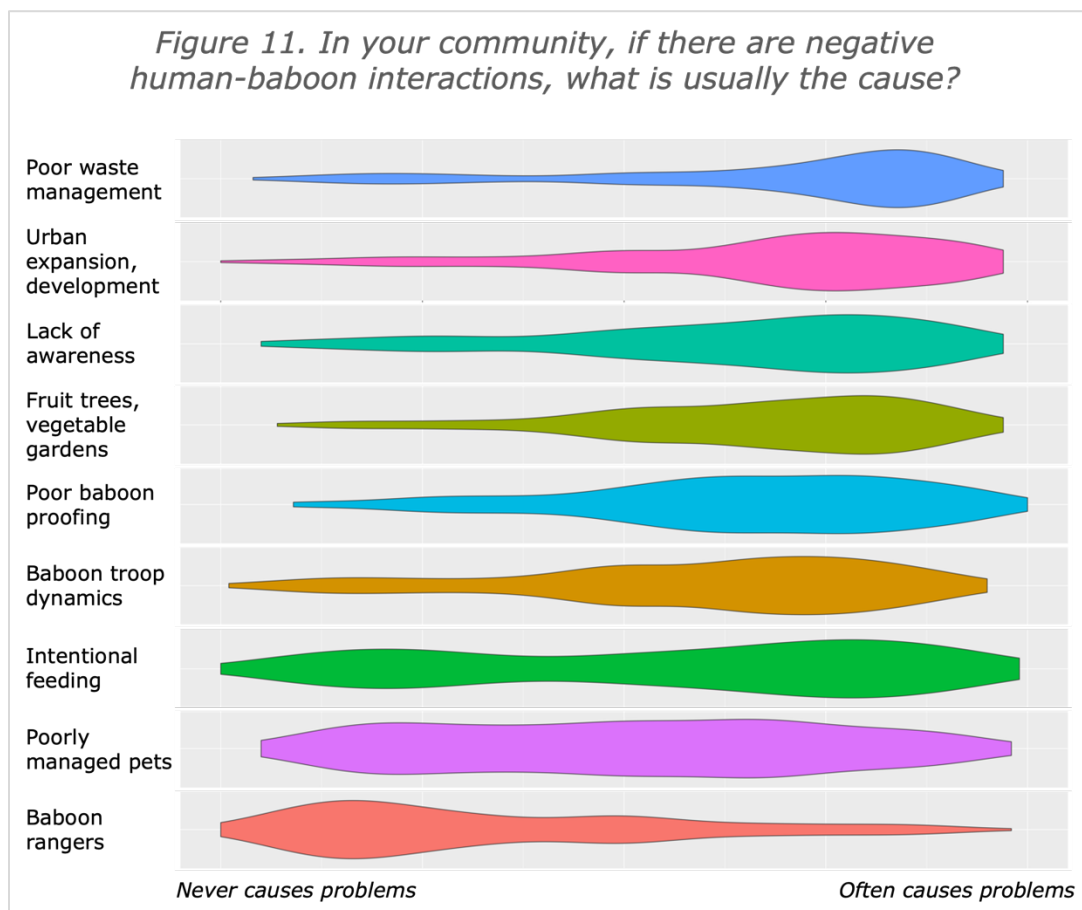 Figure 11. In your community, if there are negative
human-baboon interactions, what is usually the cause?
Poor waste
management
Urban
expansion,
development
Lack of
awareness
Fruit trees,
vegetable
gardens
Poor baboon
proofing
Baboon troop
dynamics
Intentional
feeding
Poorly
managed pets
Baboon
rangers
Never causes problems
Often causes problems